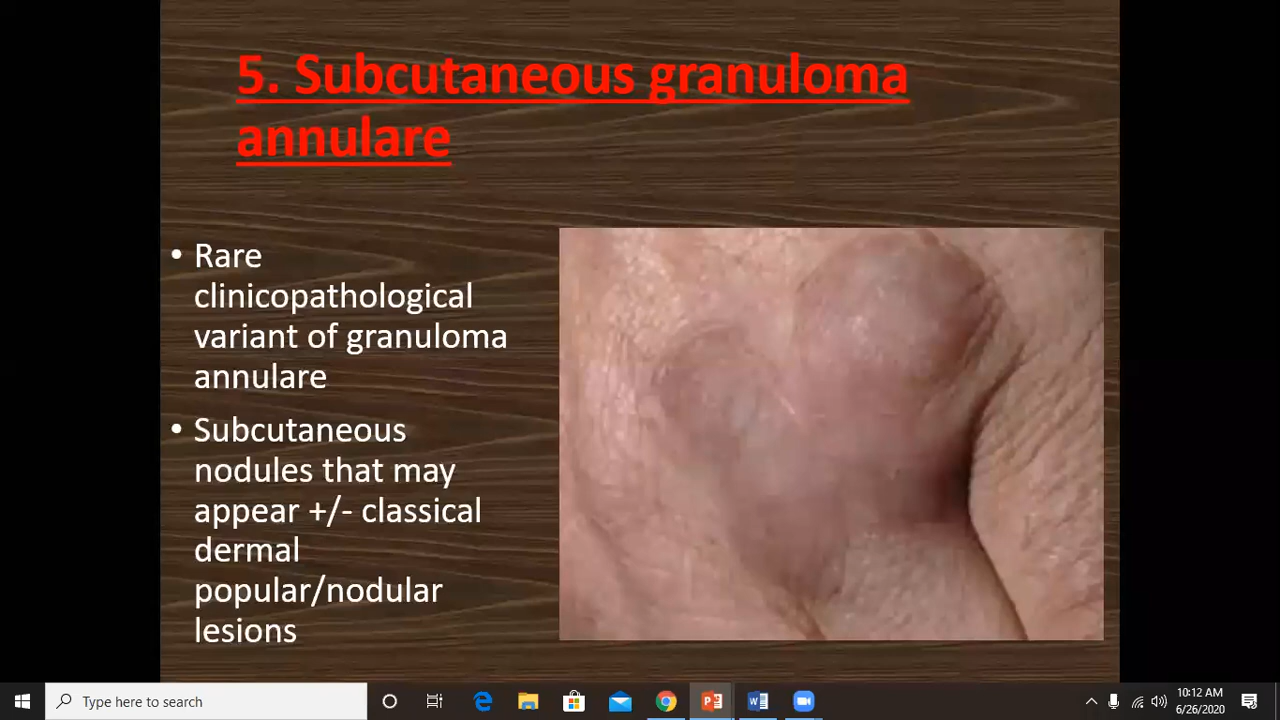 5. Subcutaneous granuloma
annulare
• Rare
clinicopathological
variant of granuloma
annulare
• Subcutaneous
nodules that may
appear +/- classical
dermal
popular/nodular
lesions
Type here to search
10:12 AM
6/26/2020